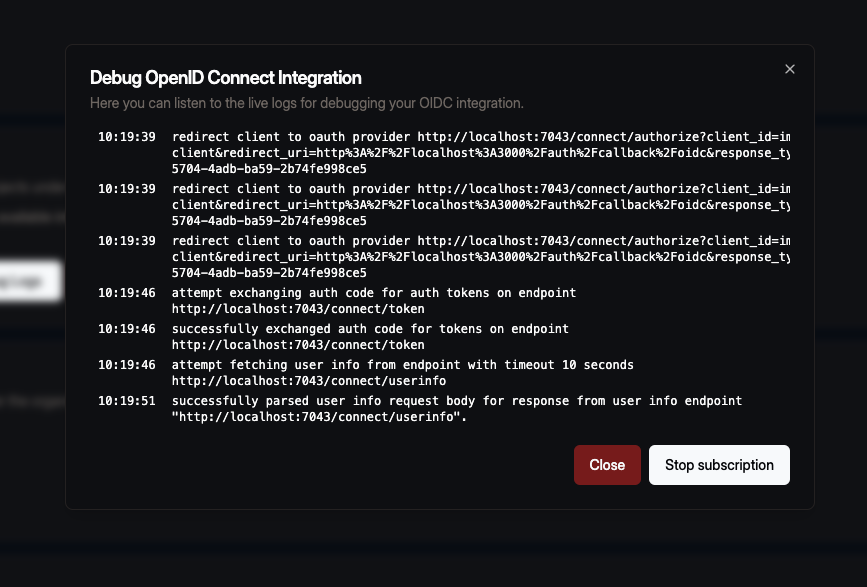 Debug OpenID Connect Integration
Here you can listen to the live logs for debugging your OIDC integration.
10:19:39 redirect client to oauth provider http://localhost:7043/connect/authorize?client_id=im
client&redirect_uri=http%3A%2F%2Flocalhost%3A3000%2Fauth%2Fcallback%2Foidc&response_ty
5704-4adb-ba59-2b74fe998ce5
10:19:39 redirect client to oauth provider http://localhost:7043/connect/authorize?client_id=im
client&redirect_uri=http%3A%2F%2Flocalhost%3A3000%2Fauth%2Fcallback%2Foidc&response_ty
5704-4adb-ba59-2b74fe998ce5
10:19:39 redirect client to oauth provider http://localhost:7043/connect/authorize?client_id=im
client&redirect_uri=http%3A%2F%2Flocalhost%3A3000%2Fauth%2Fcallback%2Foidc&response_ty
5704-4adb-ba59-2b74fe998ce5
10:19:46 attempt exchanging auth code for auth tokens on endpoint
http://localhost:7043/connect/token
10:19:46 successfully exchanged auth code for tokens on endpoint
http://localhost:7043/connect/token
10:19:46 attempt fetching user info from endpoint with timeout 10 seconds
http://localhost:7043/connect/userinfo
10:19:51 successfully parsed user info request body for response from user info endpoint
"http://localhost:7043/connect/userinfo".
Close
Stop subscription